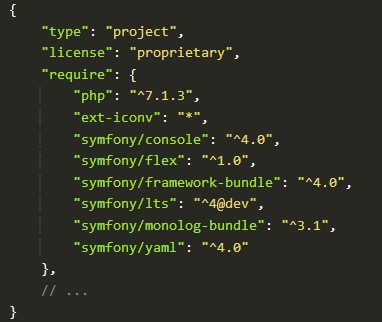 {
    "type": "project",
    "license": "proprietary",
    "require": {
        "php": "^7.1.3",
        "ext-iconv": "*",
        "symfony/console": "^4.0",
        "symfony/flex": "^1.0",
        "symfony/framework-bundle": "^4.0",
        "symfony/lts": "^4@dev",
        "symfony/monolog-bundle": "^3.1",
        "symfony/yaml": "^4.0"
    },
    // ...
}